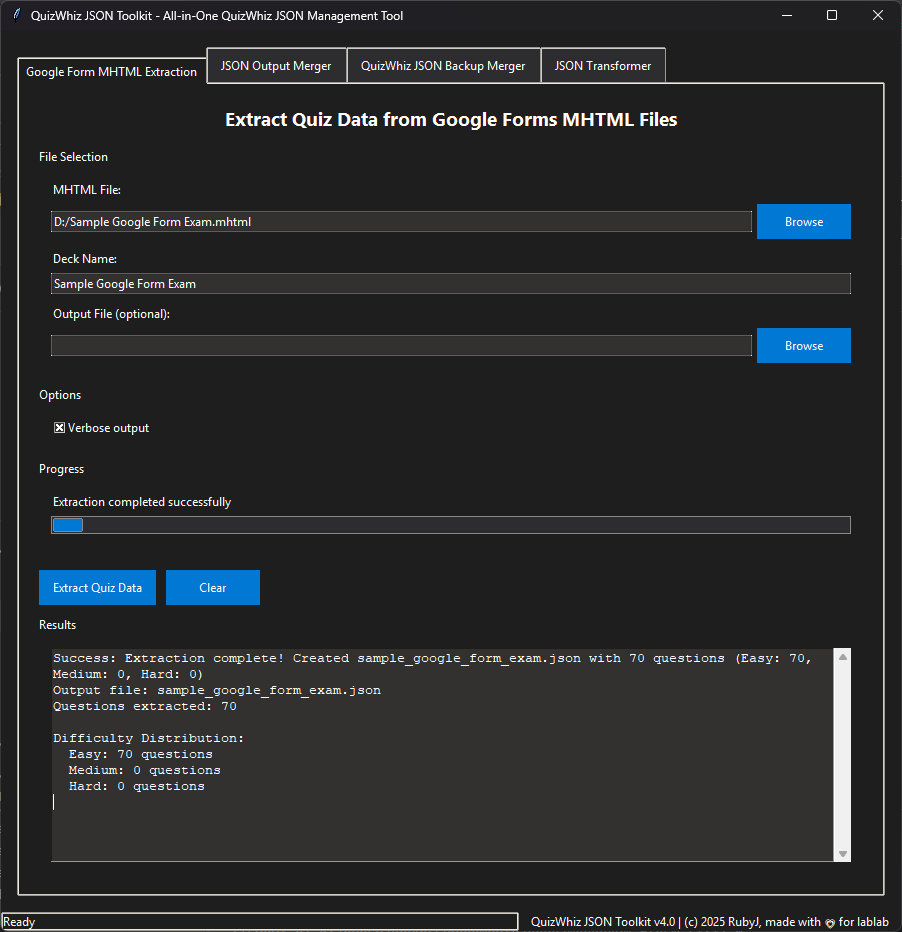 QuizWhiz JSON Toolkit - All-in-One QuizWhiz JSON Management Tool
Google Form MHTML Extraction
JSON Output Merger
QuizWhiz JSON Backup Merger
JSON Transformer
Extract Quiz Data from Google Forms MHTML Files
File Selection
MHTML File:
D:/Sample Google Form Exam.mhtml
Browse
Deck Name:
Sample Google Form Exam
Output File (optional):
Browse
Options
Verbose output
Progress
Extraction completed successfully
Extract Quiz Data
Clear
Results
Success: Extraction complete! Created sample_google_form_exam.json with 70 questions (Easy: 70,
Medium: 0, Hard: 0)
Output file: sample_google_form_exam.json
Questions extracted: 70
Difficulty Distribution:
Easy: 70 questions
Medium: 0 questions
Hard: 0 questions
Ready
QuizWhiz JSON Toolkit v4.0 | (c) 2025 RubyJ, made with 💛 for lablab